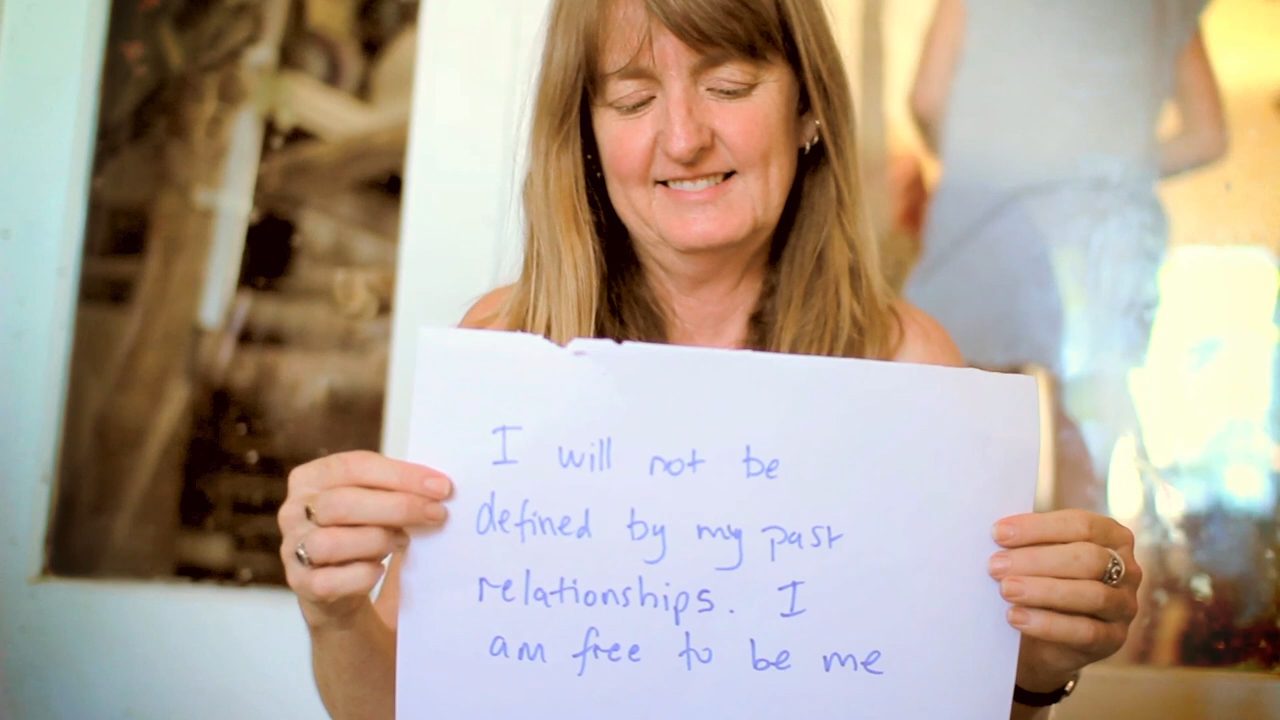 I will not be
defined by my past
relationships. I
am free to be me